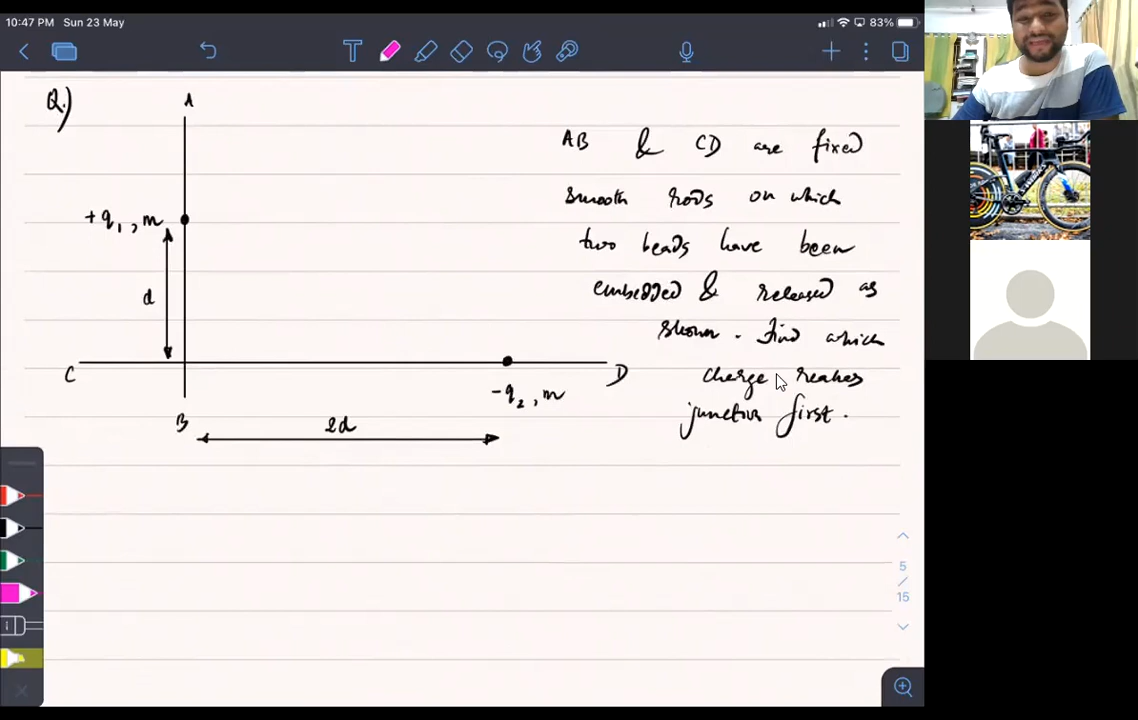 10:47 PM Sun 23 May
83%
Q.)
A
AB & CD are fixed
smooth rods on which
two beads have been
embedded & released as
shown. Find which
charge reaches
junction first.
+q₁, m
d
C
D
-q₂, m
B
2d
5
/
15